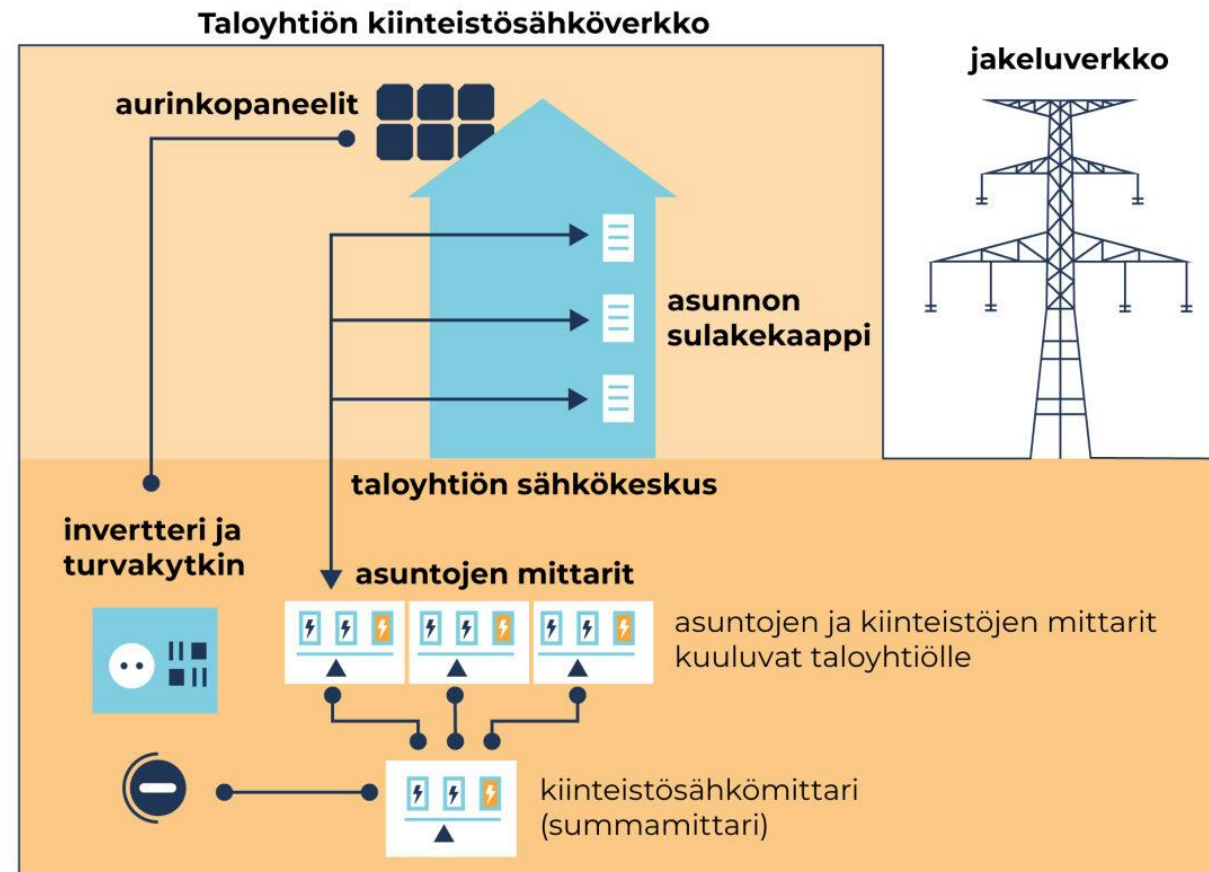 Taloyhtiön kiinteistösähköverkko
jakeluverkko
aurinkopaneelit
asunnon
sulakekaappi
taloyhtiön sähkökeskus
invertteri ja
turvakytkin
asuntojen mittarit
asuntojen ja kiinteistöjen mittarit
kuuluvat taloyhtiölle
kiinteistösähkömittari
(summamittari)